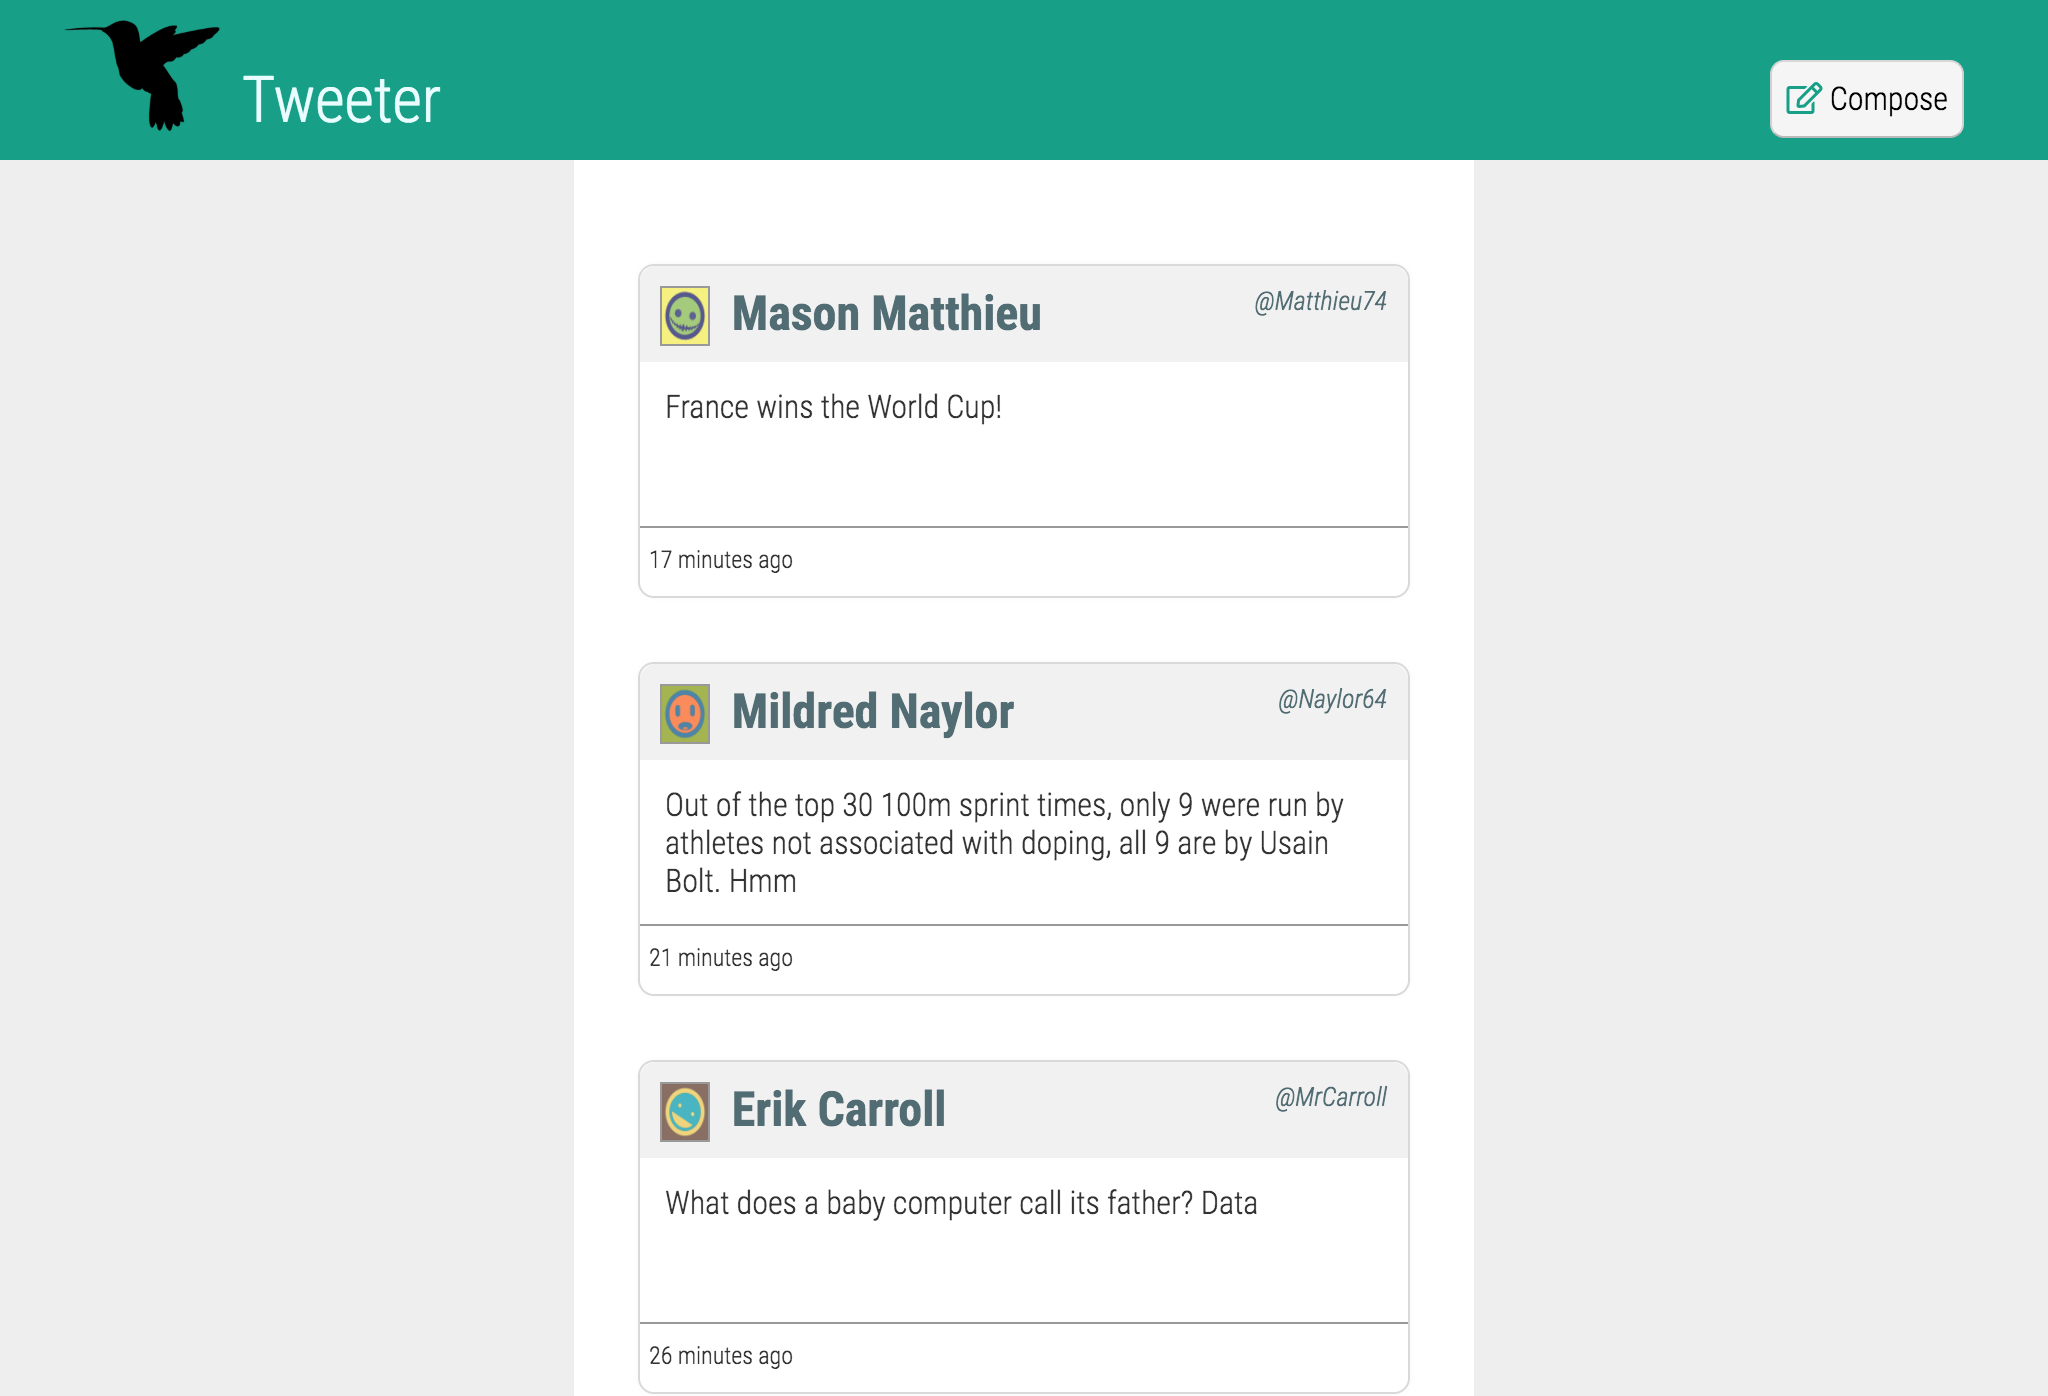 Tweeter
Compose
Mason Matthieu
@Matthieu74
France wins the World Cup!
17 minutes ago
Mildred Naylor
@Naylor64
Out of the top 30 100m sprint times, only 9 were run by
athletes not associated with doping, all 9 are by Usain
Bolt. Hmm
21 minutes ago
Erik Carroll
@MrCarroll
What does a baby computer call its father? Data
26 minutes ago